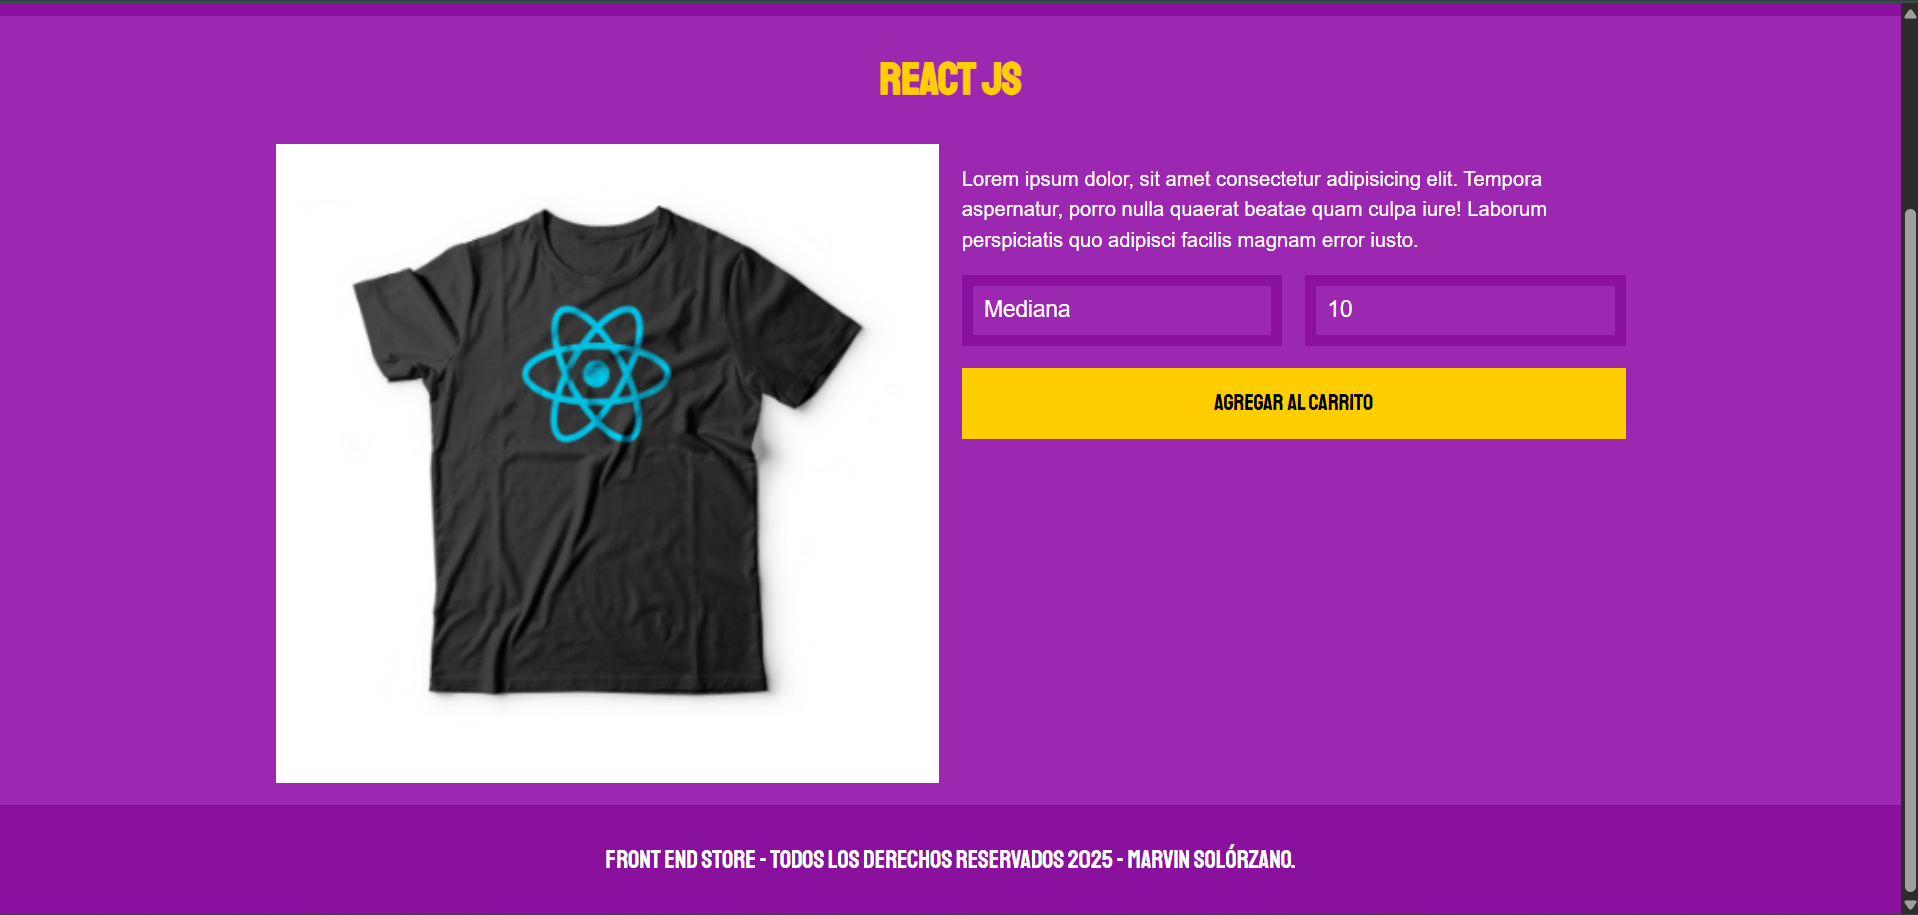 REACT JS
Lorem ipsum dolor, sit amet consectetur adipisicing elit. Tempora
aspernatur, porro nulla quaerat beatae quam culpa iure! Laborum
perspiciatis quo adipisci facilis magnam error iusto.
Mediana
10
AGREGAR AL CARRITO
FRONT END STORE - TODOS LOS DERECHOS RESERVADOS 2025 - MARVIN SOLÓRZANO.